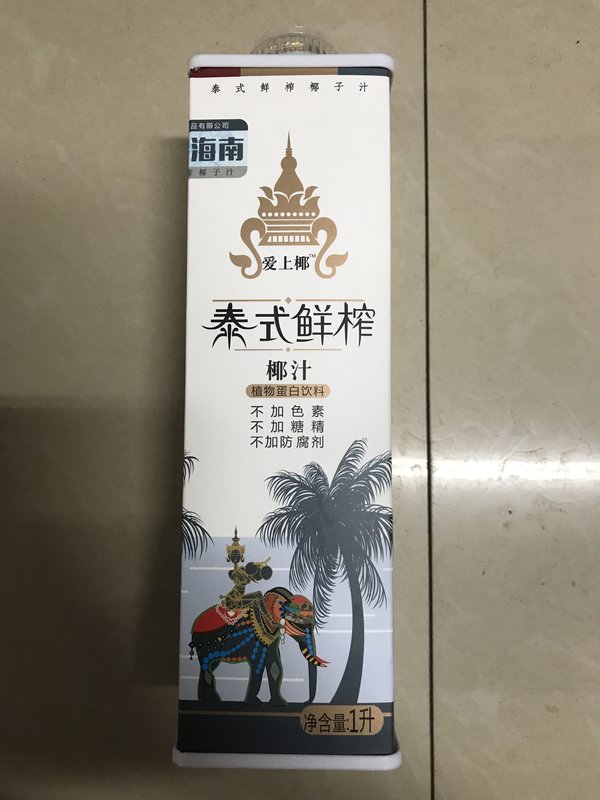 泰式鲜榨椰子汁
品有限公司
海南
榨椰子汁
爱上椰™
泰式鲜榨
椰汁
植物蛋白饮料
不加色素
不加糖精
不加防腐剂
净含量:1升